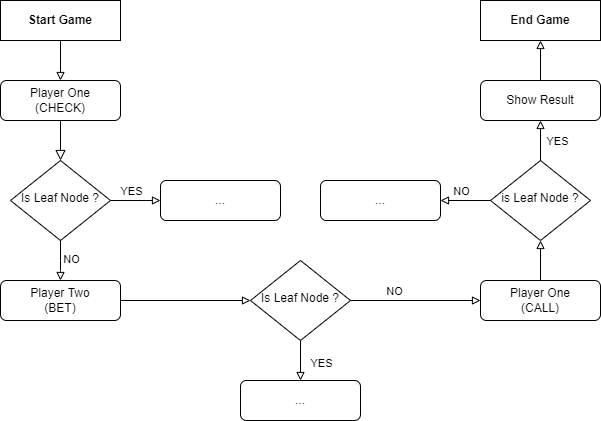 Start Game
End Game
Player One
(CHECK)
Show Result
YES
Is Leaf Node ?
YES
...
...
NO
is Leaf Node ?
NO
Player Two
(BET)
Is Leaf Node ?
NO
Player One
(CALL)
YES
...